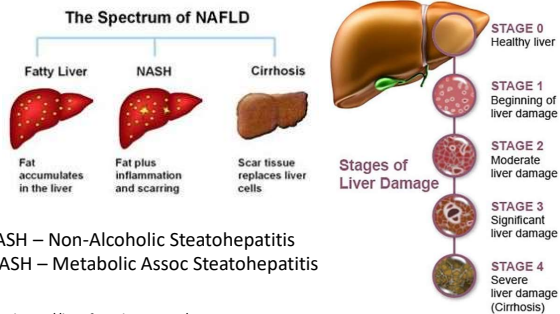 The Spectrum of NAFLD
Fatty Liver
NASH
Cirrhosis
Fat
accumulates
in the liver
Fat plus
inflammation
and scarring
Scar tissue
replaces liver
cells
ASH – Non-Alcoholic Steatohepatitis
ASH – Metabolic Assoc Steatohepatitis
Stages of
Liver Damage
STAGE 0
Healthy liver
STAGE 1
Beginning of
liver damage
STAGE 2
Moderate
liver damage
STAGE 3
Significant
liver damage
STAGE 4
Severe
liver damage
(Cirrhosis)